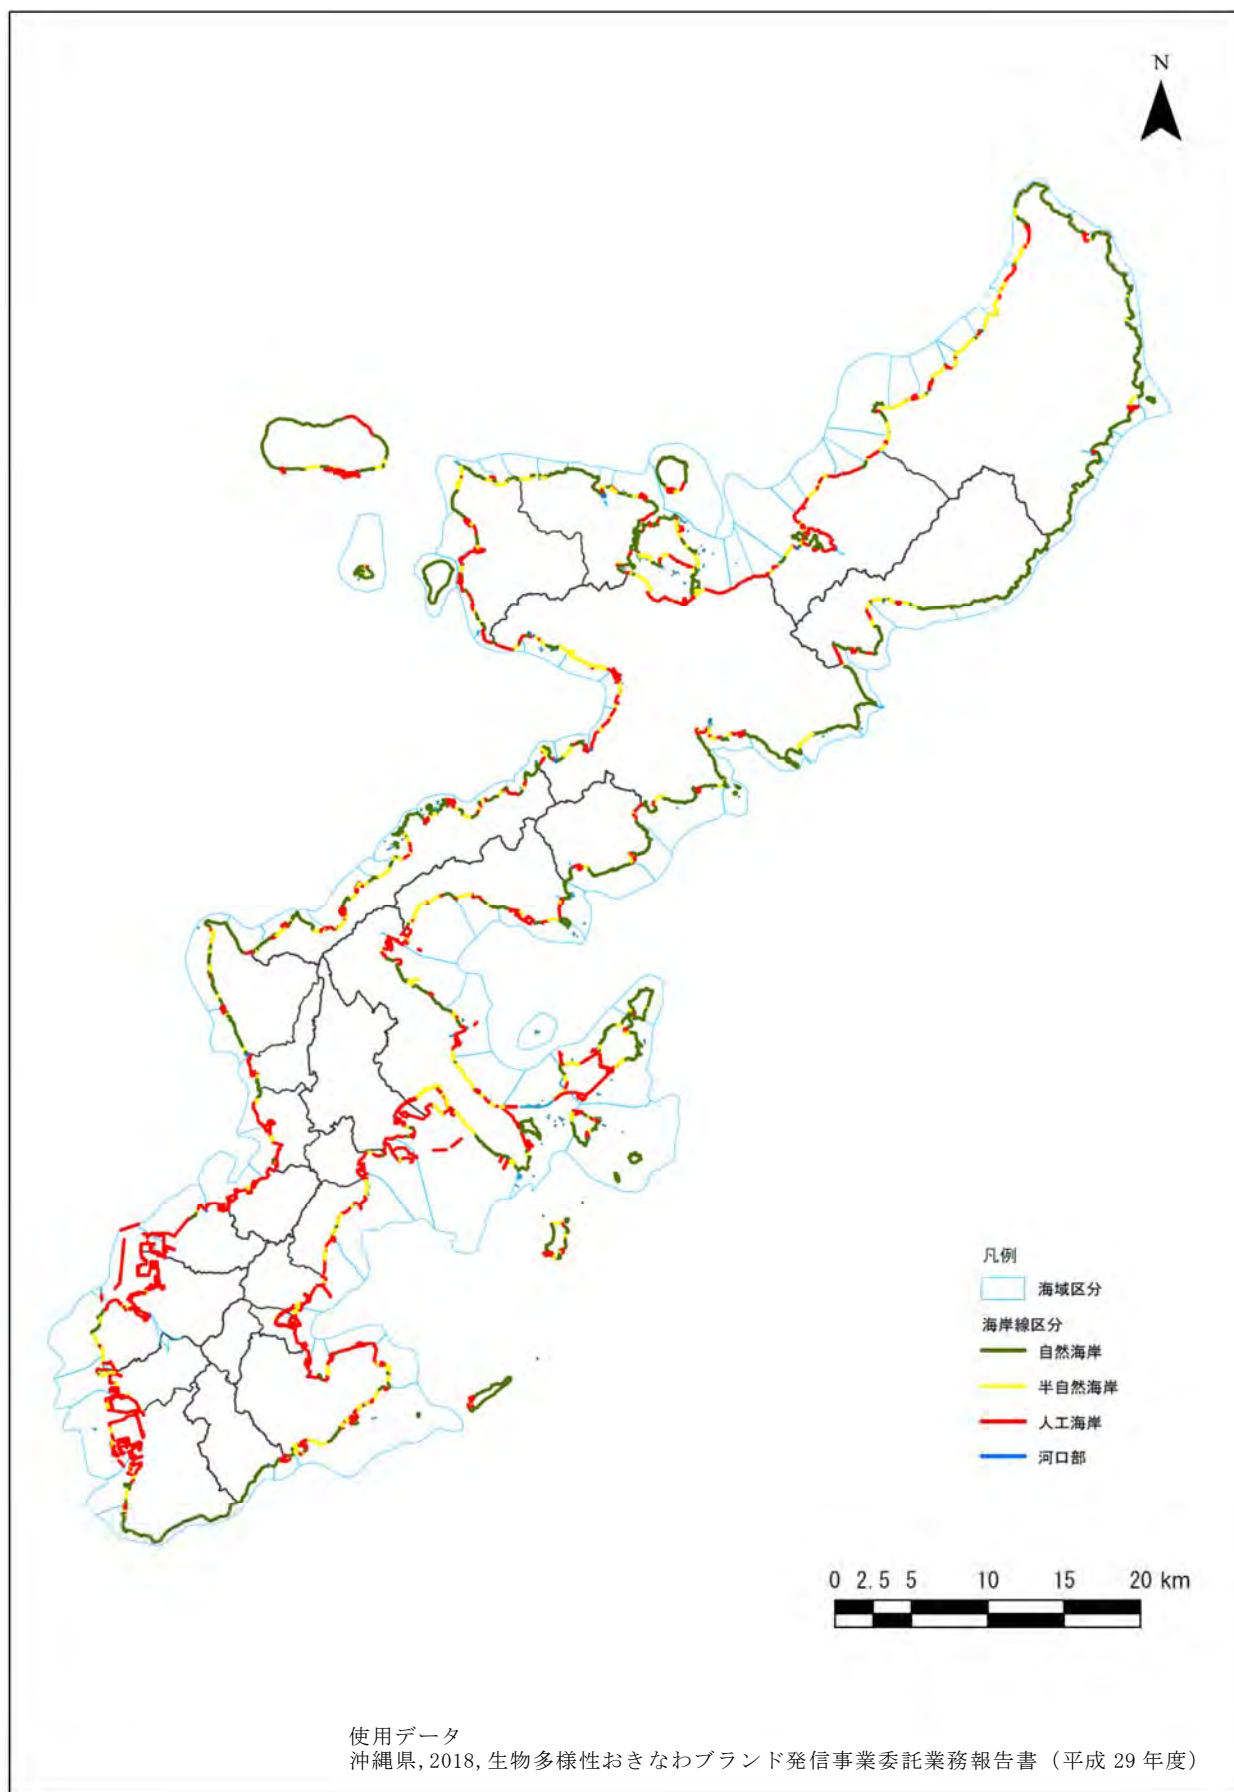 N
凡例
海域区分
海岸線区分
自然海岸
半自然海岸
人工海岸
河口部
0 2.5 5 10 15 20 km
使用データ
沖縄県,2018,生物多様性おきなわブランド発信事業委託業務報告書（平成 29 年度）